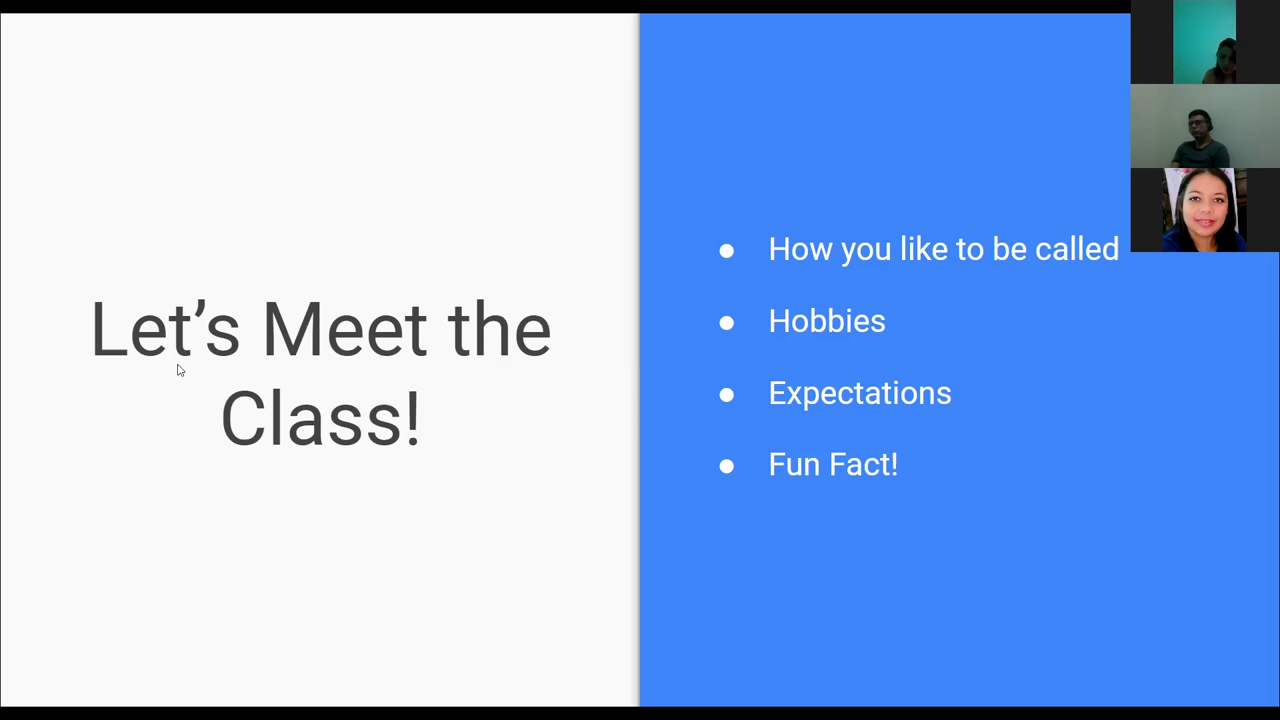 Let’s Meet the
Class!
● How you like to be called
● Hobbies
● Expectations
● Fun Fact!